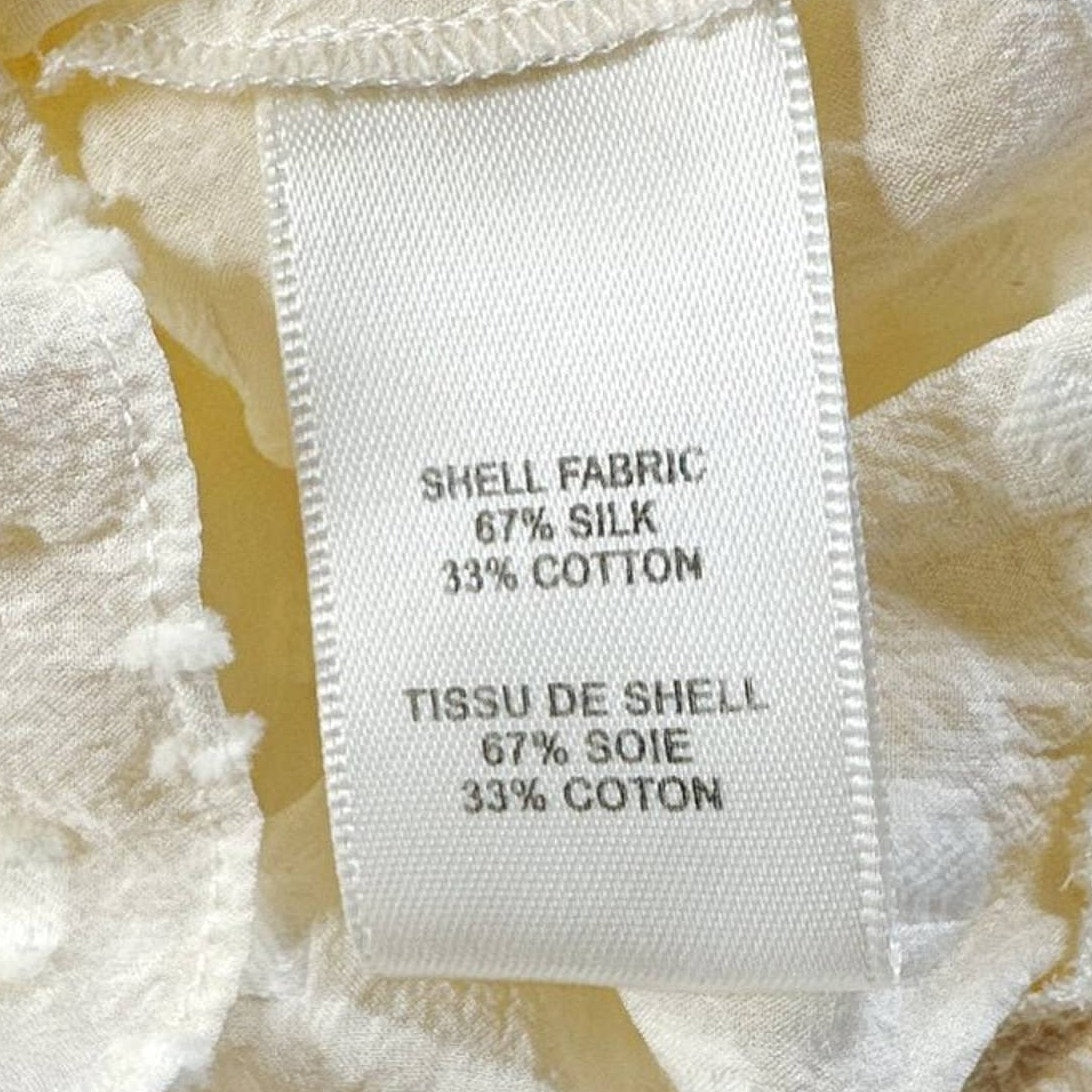 SHELL FABRIC
67% SILK
33% COTTON
TISSU DE SHELL
67% SOIE
33% COTON